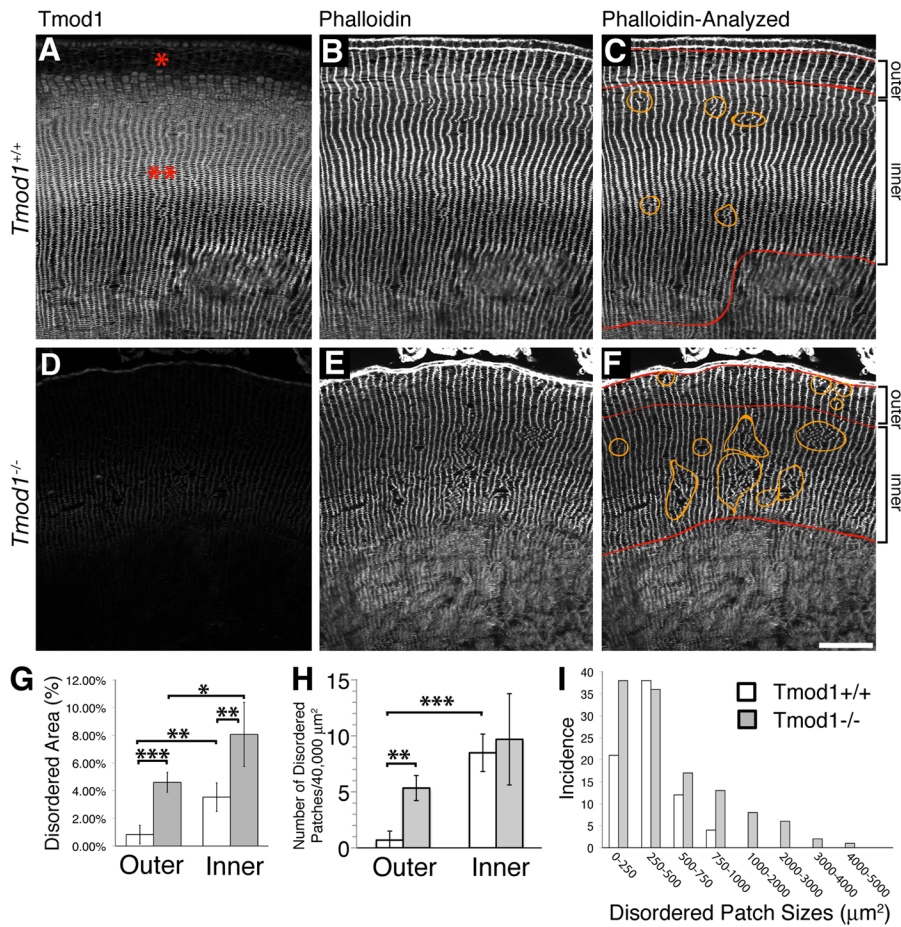 Tmod1 Phalloidin Phalloidin-Analyzed
A B C
* 
**
Tmod1+/+
outer
inner
D E F
Tmod1-/-
outer
inner
G
Disordered Area (%)
12.00%
10.00%
8.00%
6.00%
4.00%
2.00%
0.00%
*
**
**
***
Outer Inner
H
Number of Disordered
Patches/40,000 μm2
15
10
5
0
***
**
Outer Inner
I
Incidence
40
35
30
25
20
15
10
5
0
Tmod1+/+
Tmod1-/-
0-250
250-500
500-750
750-1000
1000-2000
2000-3000
3000-4000
4000-5000
Disordered Patch Sizes (μm2)